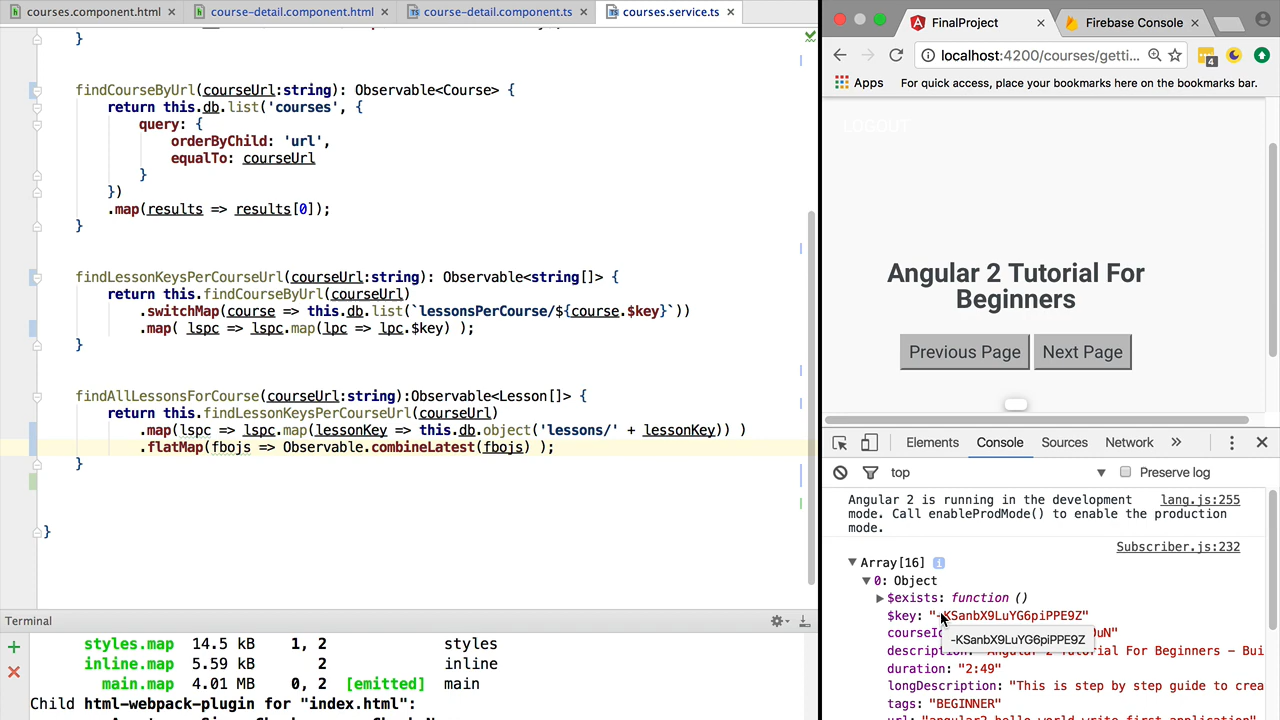 courses.component.html
course-detail.component.html
course-detail.component.ts
courses.service.ts
}
findCourseByUrl(courseUrl:string): Observable<Course> {
return this.db.list('courses', {
query: {
orderByChild: 'url',
equalTo: courseUrl
}
})
.map(results => results[0]);
}
findLessonKeysPerCourseUrl(courseUrl:string): Observable<string[]> {
return this.findCourseByUrl(courseUrl)
.switchMap(course => this.db.list(`lessonsPerCourse/${course.$key}`))
.map( lspc => lspc.map(lpc => lpc.$key) );
}
findAllLessonsForCourse(courseUrl:string):Observable<Lesson[]> {
return this.findLessonKeysPerCourseUrl(courseUrl)
.map(lspc => lspc.map(lessonKey => this.db.object('lessons/' + lessonKey)) )
.flatMap(fbojs => Observable.combineLatest(fbojs) );
}
}
Terminal
styles.map 14.5 kB 1, 2 styles
inline.map 5.59 kB 2 inline
main.map 4.01 MB 0, 2 [emitted] main
Child html-webpack-plugin for "index.html":
FinalProject
Firebase Console
localhost:4200/courses/getti...
4
Apps
For quick access, place your bookmarks here on the bookmarks bar.
LOGOUT
Angular 2 Tutorial For
Beginners
Previous Page
Next Page
Elements
Console
Sources
Network
top
Preserve log
Angular 2 is running in the development lang.js:255
mode. Call enableProdMode() to enable the production
mode.
Subscriber.js:232
Array[16]
0: Object
$exists: function ()
$key: "-KSanbX9LuYG6piPPE9Z"
-KSanbX9LuYG6piPPE9Z
duration: "2:49"
longDescription: "This is step by step guide to crea
tags: "BEGINNER"